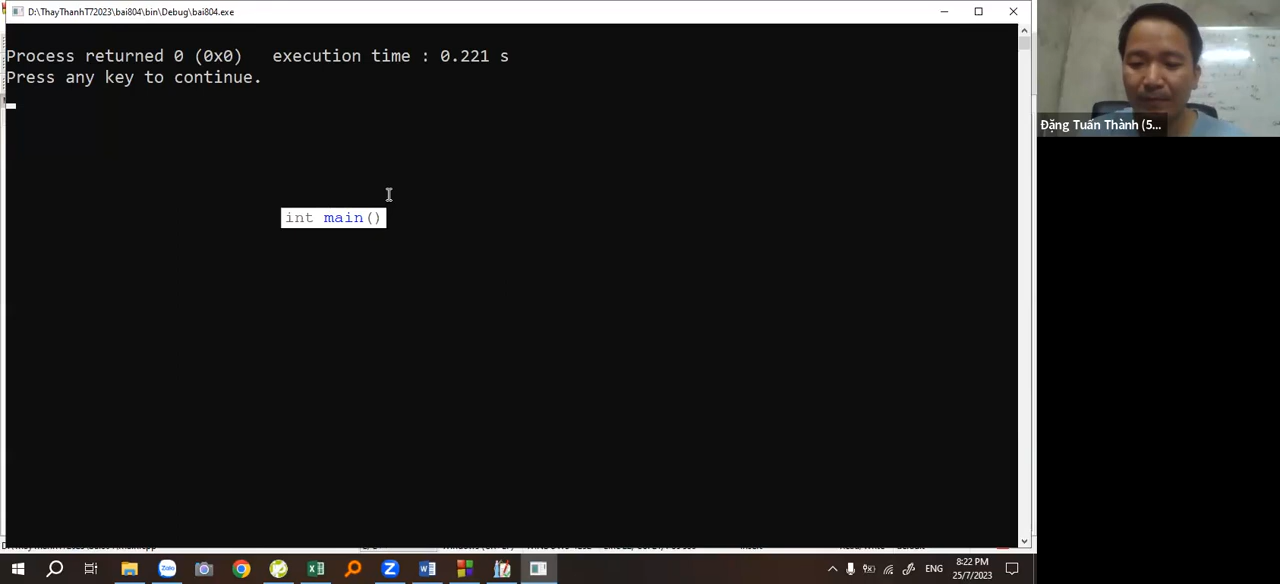 D:\ThayThanhT72023\bai804\bin\Debug\bai804.exe
Process returned 0 (0x0)   execution time : 0.221 s
Press any key to continue.
int main()
Đặng Tuấn Thành (5...
Zalo
ENG
8:22 PM
25/7/2023